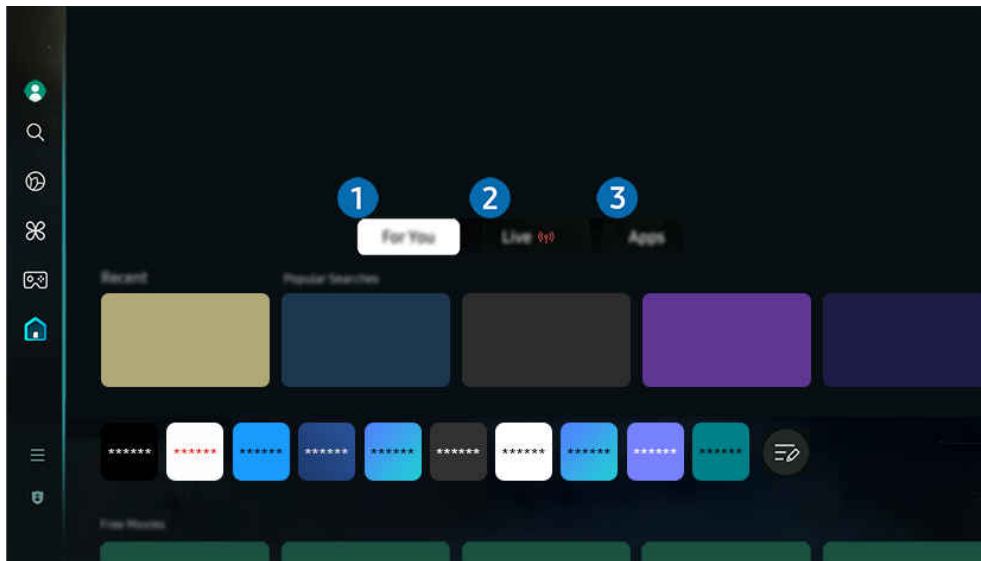 1 2 3
For You Live Apps
Recent Popular Searches
****** ****** ****** ****** ****** ****** ****** ****** ****** ******
Free Movies